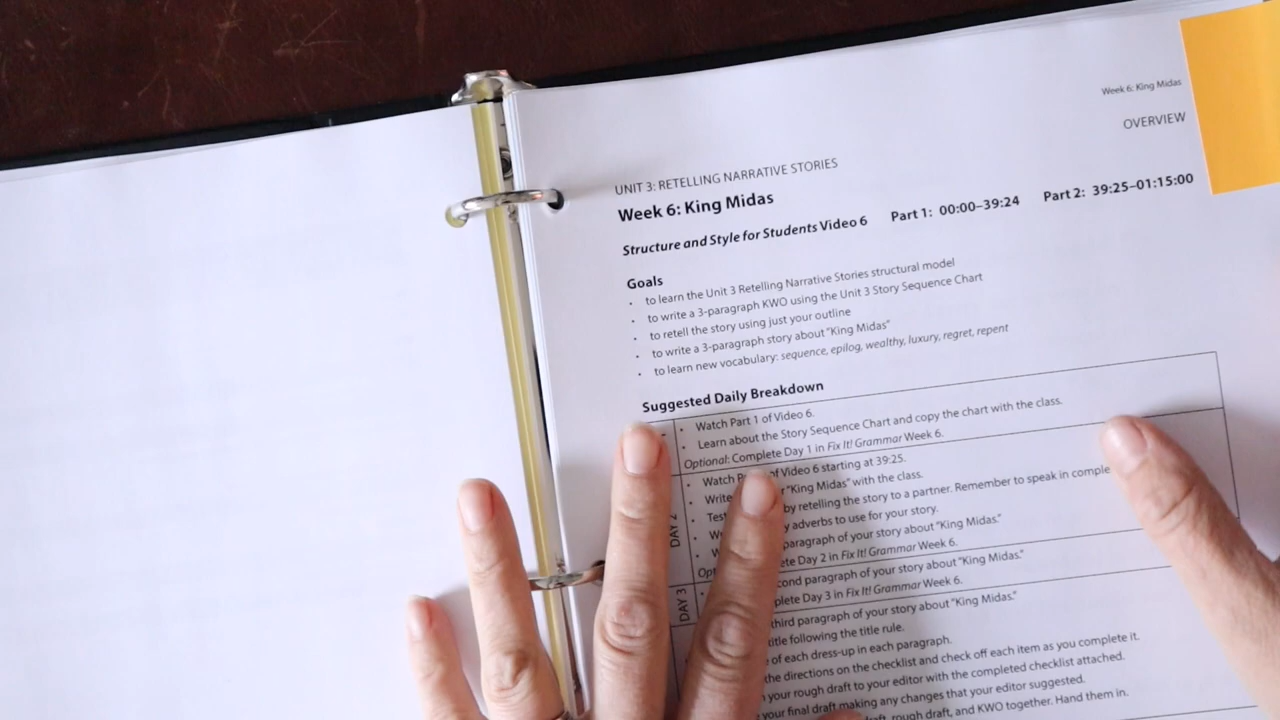 Week 6: King Midas
OVERVIEW
UNIT 3: RETELLING NARRATIVE STORIES
Week 6: King Midas
Structure and Style for Students Video 6 Part 1: 00:00–39:24 Part 2: 39:25–01:15:00
Goals
• to learn the Unit 3 Retelling Narrative Stories structural model
• to write a 3-paragraph KWO using the Unit 3 Story Sequence Chart
• to retell the story using just your outline
• to write a 3-paragraph story about "King Midas"
• to learn new vocabulary: sequence, epilog, wealthy, luxury, regret, repent
Suggested Daily Breakdown
• Watch Part 1 of Video 6.
• Learn about the Story Sequence Chart and copy the chart with the class.
Optional: Complete Day 1 in Fix It! Grammar Week 6.
DAY 2
• Watch of Video 6 starting at 39:25.
• Write "King Midas" with the class.
• by retelling the story to a partner. Remember to speak in
adverbs to use for your story.
paragraph of your story about "King Midas."
Day 2 in Fix It! Grammar Week 6.
DAY 3
paragraph of your story about "King Midas."
Day 3 in Fix It! Grammar Week 6.
third paragraph of your story about "King Midas."
title following the title rule.
of each dress-up in each paragraph.
the directions on the checklist and check off each item as you complete it.
your rough draft to your editor with the completed checklist attached.
your final draft making any changes that your editor suggested.
rough draft, and KWO together. Hand them in.